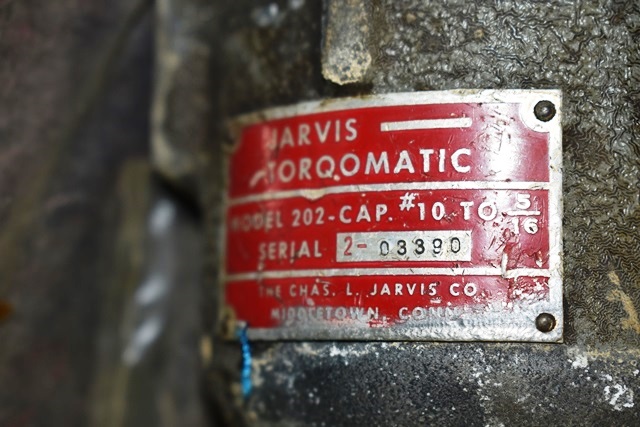 JARVIS
TORQOMATIC
MODEL 202-CAP. #10 TO 5/16
SERIAL 2- 03390
THE CHAS. L. JARVIS CO
MIDDLETOWN, CONN